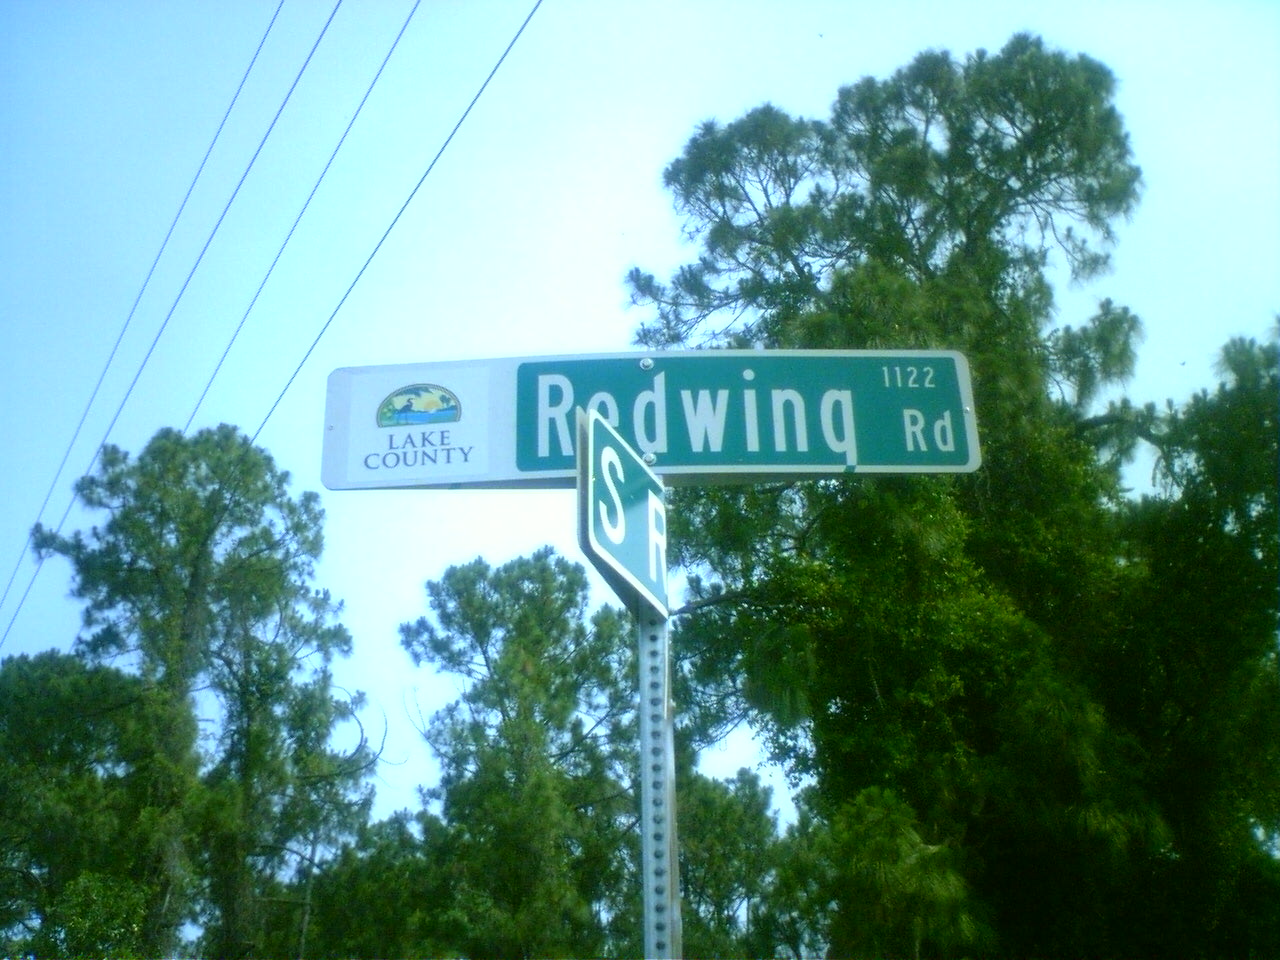 LAKE
COUNTY
Redwing
1122
Rd
S R